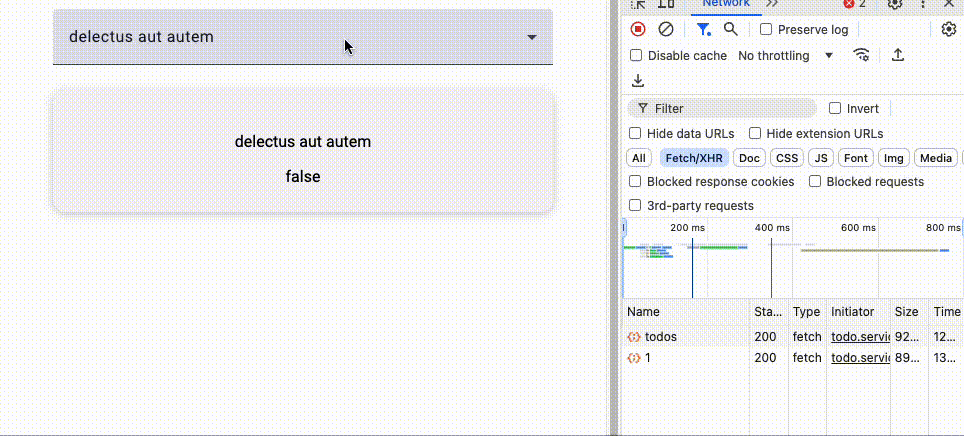 delectus aut autem
delectus aut autem
false
Network
2
Preserve log
Disable cache No throttling
Filter Invert
Hide data URLs Hide extension URLs
All Fetch/XHR Doc CSS JS Font Img Media
Blocked response cookies Blocked requests
3rd-party requests
200 ms 400 ms 600 ms 800 ms
Name Sta... Type Initiator Size Time
todos 200 fetch todo.servic 92... 12...
1 200 fetch todo.servic 89... 13...